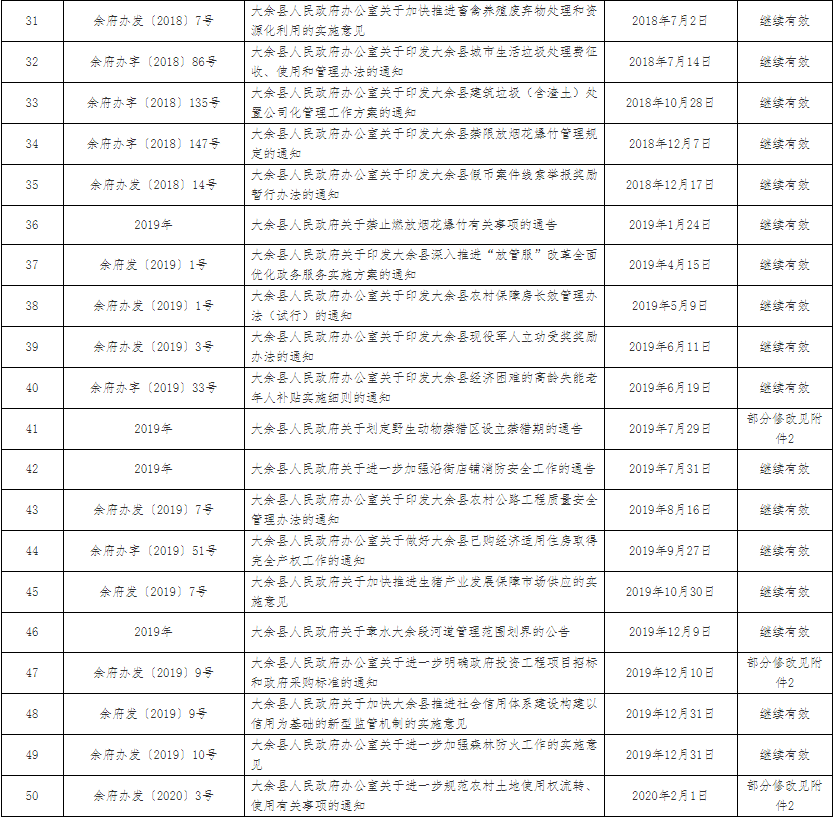 31 余府办发〔2018〕7号 大余县人民政府办公室关于加快推进畜禽养殖废弃物处理和资 2018年7月2日 继续有效
源化利用的实施意见
32 余府办字〔2018〕86号 大余县人民政府办公室关于印发大余县城市生活垃圾处理费征 2018年7月14日 继续有效
收、使用和管理办法的通知
33 余府办字〔2018〕135号 大余县人民政府办公室关于印发大余县建筑垃圾（含渣土）处 2018年10月28日 继续有效
置公司化管理工作方案的通知
34 余府办字〔2018〕147号 大余县人民政府办公室关于印发大余县禁限放烟花爆竹管理规 2018年12月7日 继续有效
定的通知
35 余府办发〔2018〕14号 大余县人民政府办公室关于印发大余县假币案件线索举报奖励 2018年12月17日 继续有效
暂行办法的通知
36 2019年 大余县人民政府关于禁止燃放烟花爆竹有关事项的通告 2019年1月24日 继续有效
37 余府发〔2019〕1号 大余县人民政府关于印发大余县深入推进“放管服”改革全面 2019年4月15日 继续有效
优化政务服务实施方案的通知
38 余府办发〔2019〕1号 大余县人民政府办公室关于印发大余县农村保障房长效管理办 2019年5月9日 继续有效
法（试行）的通知
39 余府办发〔2019〕3号 大余县人民政府办公室关于印发大余县现役军人立功受奖奖励 2019年6月11日 继续有效
办法的通知
40 余府办字〔2019〕33号 大余县人民政府办公室关于印发大余县经济困难的高龄失能老 2019年6月19日 继续有效
年人补贴实施细则的通知
41 2019年 大余县人民政府关于划定野生动物禁猎区设立禁猎期的通告 2019年7月29日 部分修改见附
件2
42 2019年 大余县人民政府关于进一步加强沿街店铺消防安全工作的通告 2019年7月31日 继续有效
43 余府办发〔2019〕7号 大余县人民政府办公室关于印发大余县农村公路工程质量安全 2019年8月16日 继续有效
管理办法的通知
44 余府办字〔2019〕51号 大余县人民政府办公室关于做好大余县已购经济适用住房取得 2019年9月27日 继续有效
完全产权工作的通知
45 余府发〔2019〕7号 大余县人民政府关于加快推进生猪产业发展保障市场供应的实 2019年10月30日 继续有效
施意见
46 2019年 大余县人民政府关于章水大余段河道管理范围划界的公告 2019年12月9日 继续有效
47 余府办发〔2019〕9号 大余县人民政府办公室关于进一步明确政府投资工程项目招标 2019年12月10日 部分修改见附
和政府采购标准的通知 件2
48 余府发〔2019〕9号 大余县人民政府关于加快大余县推进社会信用体系建设构建以 2019年12月31日 继续有效
信用为基础的新型监管机制的实施意见
49 余府办发〔2019〕10号 大余县人民政府办公室关于进一步加强森林防火工作的实施意 2019年12月31日 继续有效
见
50 余府办发〔2020〕3号 大余县人民政府办公室关于进一步规范农村土地使用权流转、 2020年2月1日 部分修改见附
使用有关事项的通知 件2